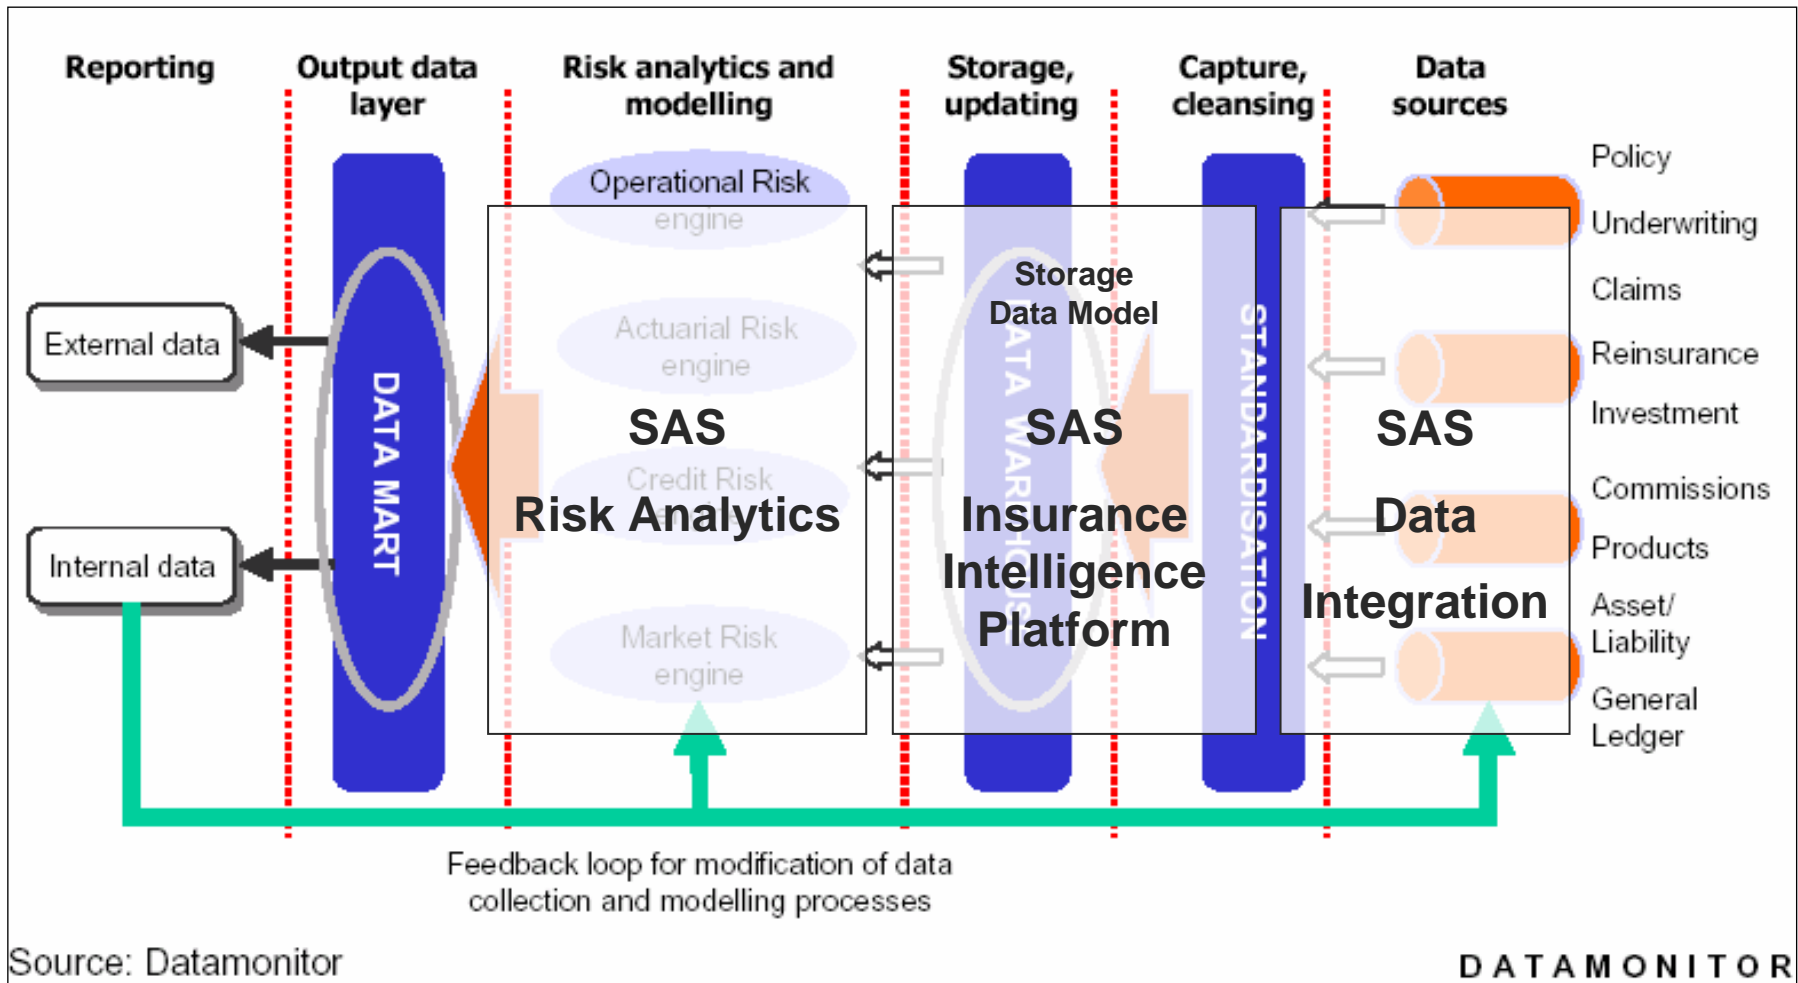 Reporting
Output data
layer
Risk analytics and
modelling
Storage,
updating
Capture,
cleansing
Data
sources
Operational Risk
engine
Actuarial Risk
engine
Credit Risk
engine
Market Risk
engine
External data
Internal data
DATA MART
SAS
Risk Analytics
Storage
Data Model
DATA WAREHOUSE
SAS
Insurance
Intelligence
Platform
STANDARDISATION
SAS
Data
Integration
Policy
Underwriting
Claims
Reinsurance
Investment
Commissions
Products
Asset/
Liability
General
Ledger
Feedback loop for modification of data
collection and modelling processes
Source: Datamonitor
DATAMONITOR